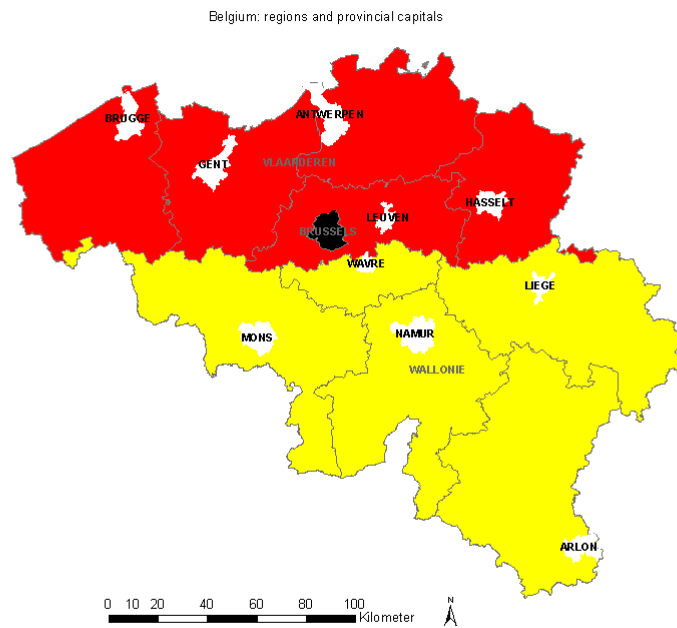 Belgium: regions and provincial capitals
BRUGGE
ANTWERPEN
GENT
VLAARDEREN
HASSELT
LEUVEN
BRUSSELS
WAVRE
LIEGE
MONS
NAMUR
WALLONIE
ARLON
N
0 10 20 40 60 80 100
Kilometer